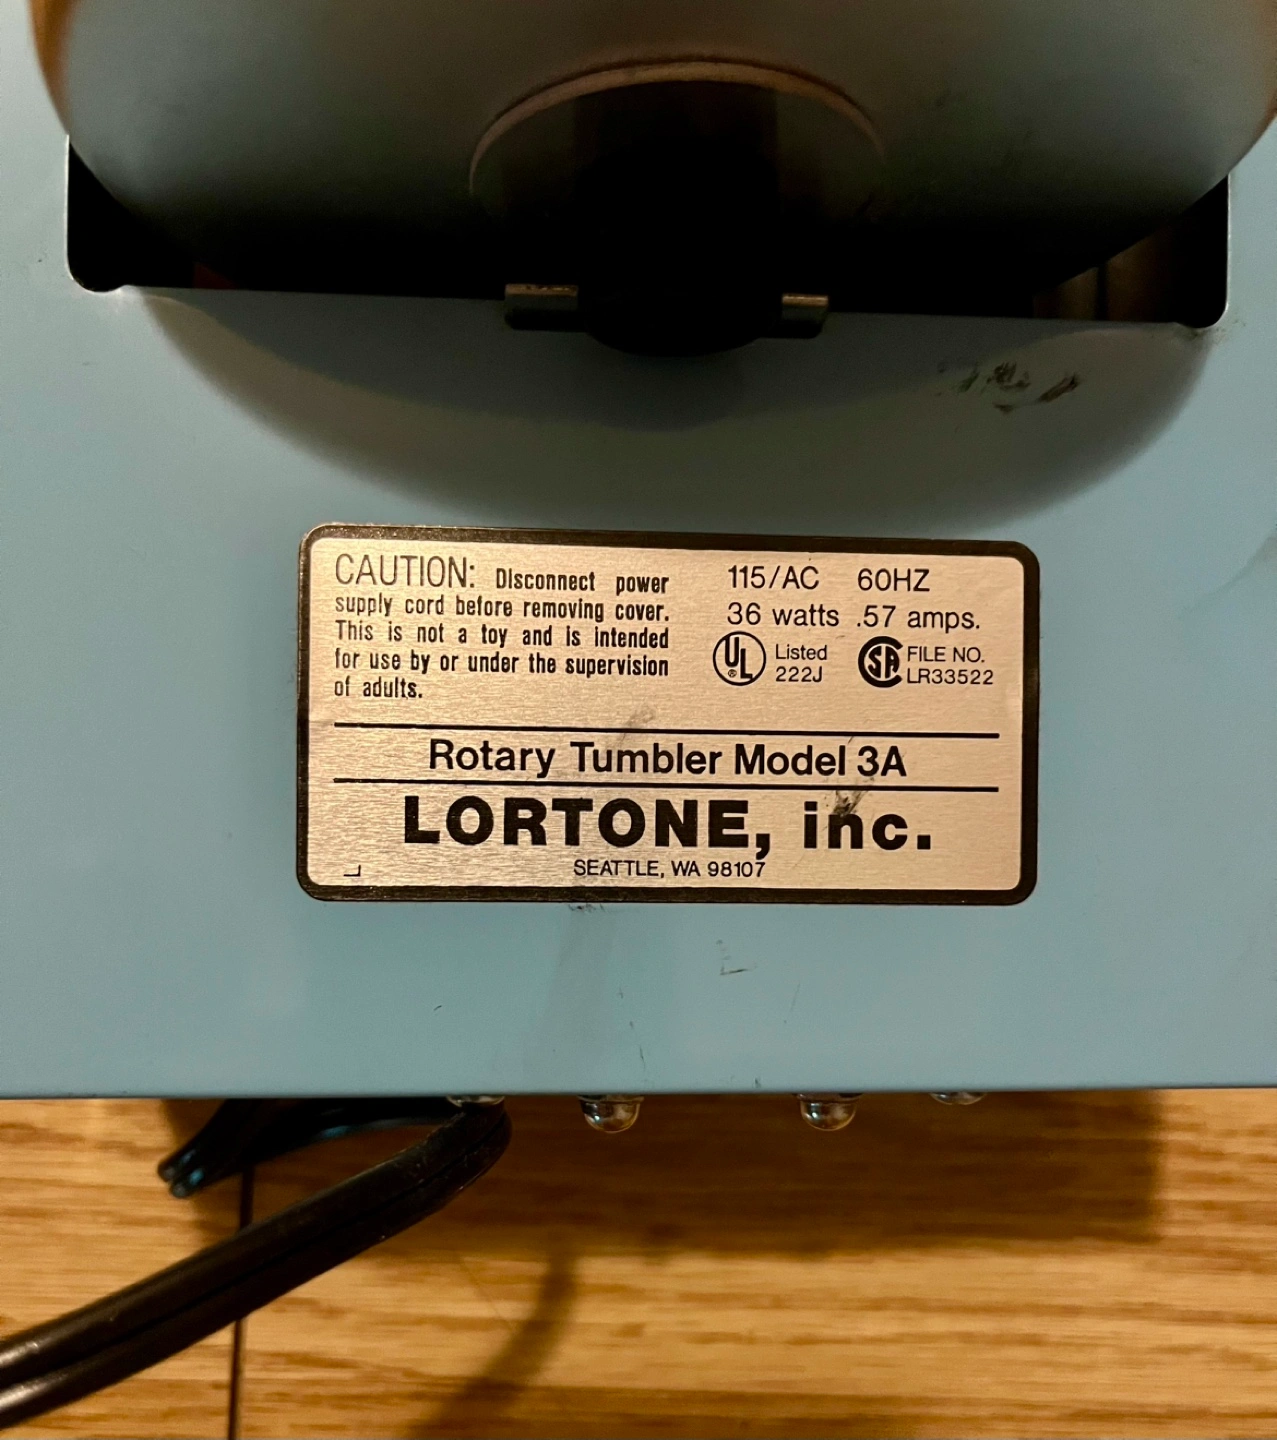 CAUTION: Disconnect power
supply cord before removing cover.
This is not a toy and is intended
for use by or under the supervision
of adults.
115/AC 60HZ
36 watts .57 amps.
UL ® Listed
222J
SA FILE NO.
LR33522
Rotary Tumbler Model 3A
LORTONE, inc.
SEATTLE, WA 98107